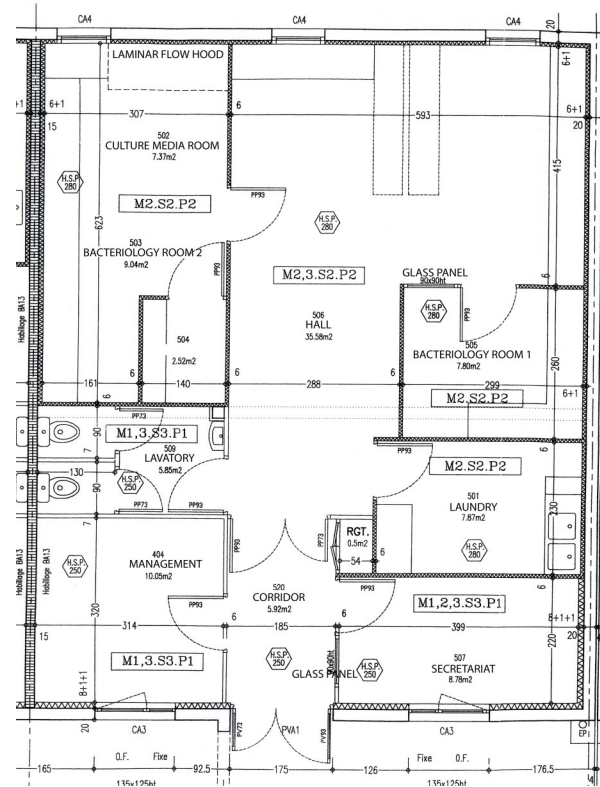 CA4
CA4
CA4
20
LAMINAR FLOW HOOD
6+1
+1
6+1
307
6
593
6+1
15
20
502
CULTURE MEDIA ROOM
7.37m2
415
H.S.P.
280
PP93
M2.S2.P2
623
H.S.P.
280
503
BACTERIOLOGY ROOM 2
9.04m2
PP93
M2,3.S2.P2
GLASS PANEL
90x90ht
6
Habillage BA13
H.S.P.
280
506
HALL
35.58m2
PP93
504
2.52m2
505
BACTERIOLOGY ROOM 1
7.80m2
260
161
6
140
6
288
6
299
6+1
6
M2.S2.P2
PP73
90
M1,3.S3.P1
7
509
LAVATORY
5.85m2
PP93
6
M2.S2.P2
130
90
H.S.P.
250
501
LAUNDRY
7.87m2
230
PP73
PP93
7
RGT.
0.5m2
H.S.P.
280
Habillage BA13
Habillage BA13
H.S.P.
250
404
MANAGEMENT
10.05m2
PP93
PP73
54
6
520
CORRIDOR
5.92m2
PP93
PP93
6
M1,2,3.S3.P1
320
8+1+1
15
314
6
185
6
399
20
220
M1,3.S3.P1
H.S.P.
250
GLASS PANEL
90x90ht
H.S.P.
250
507
SECRETARIAT
8.78m2
8+1+1
20
CA3
PV73
PVA1
PV93
CA3
EP
O.F.
Fixe
Fixe
O.F.
165
92.5
175
126
176.5
4
135x125ht
135x125ht